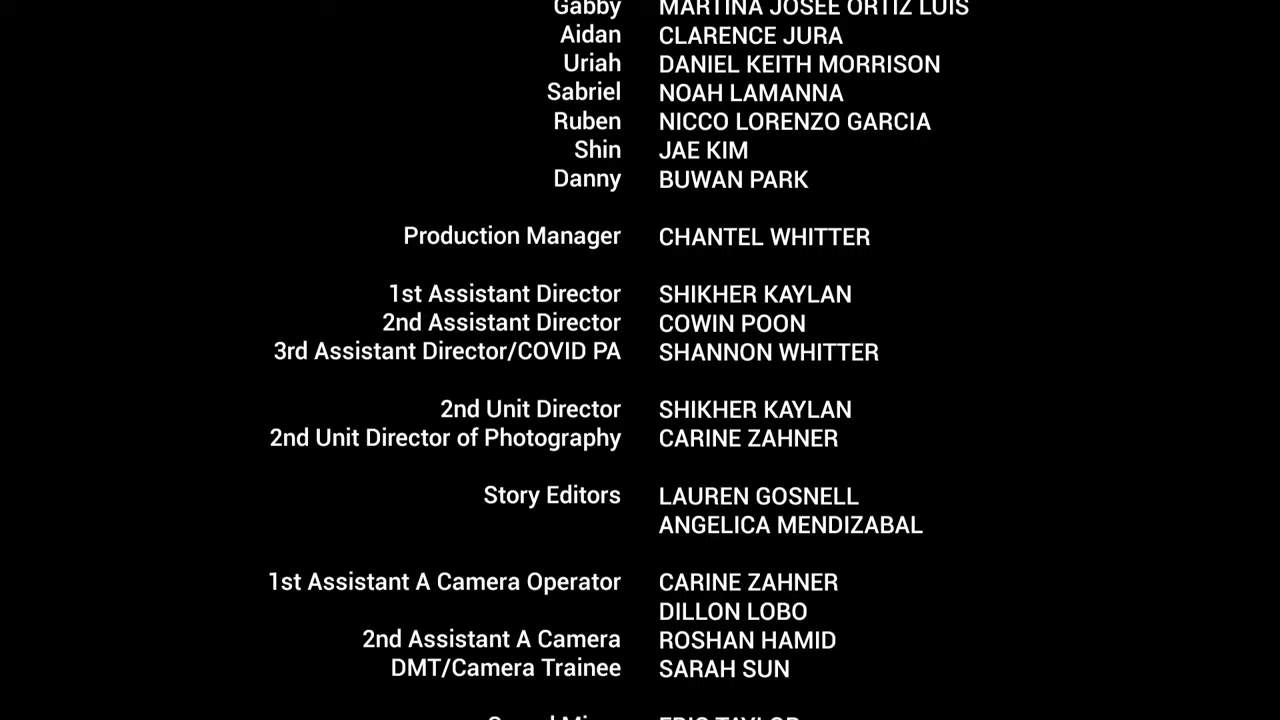 Gabby MARTINA JOSEE ORTIZ LUIS
Aidan CLARENCE JURA
Uriah DANIEL KEITH MORRISON
Sabriel NOAH LAMANNA
Ruben NICCO LORENZO GARCIA
Shin JAE KIM
Danny BUWAN PARK
Production Manager CHANTEL WHITTER
1st Assistant Director SHIKHER KAYLAN
2nd Assistant Director COWIN POON
3rd Assistant Director/COVID PA SHANNON WHITTER
2nd Unit Director SHIKHER KAYLAN
2nd Unit Director of Photography CARINE ZAHNER
Story Editors LAUREN GOSNELL
ANGELICA MENDIZABAL
1st Assistant A Camera Operator CARINE ZAHNER
DILLON LOBO
2nd Assistant A Camera ROSHAN HAMID
DMT/Camera Trainee SARAH SUN